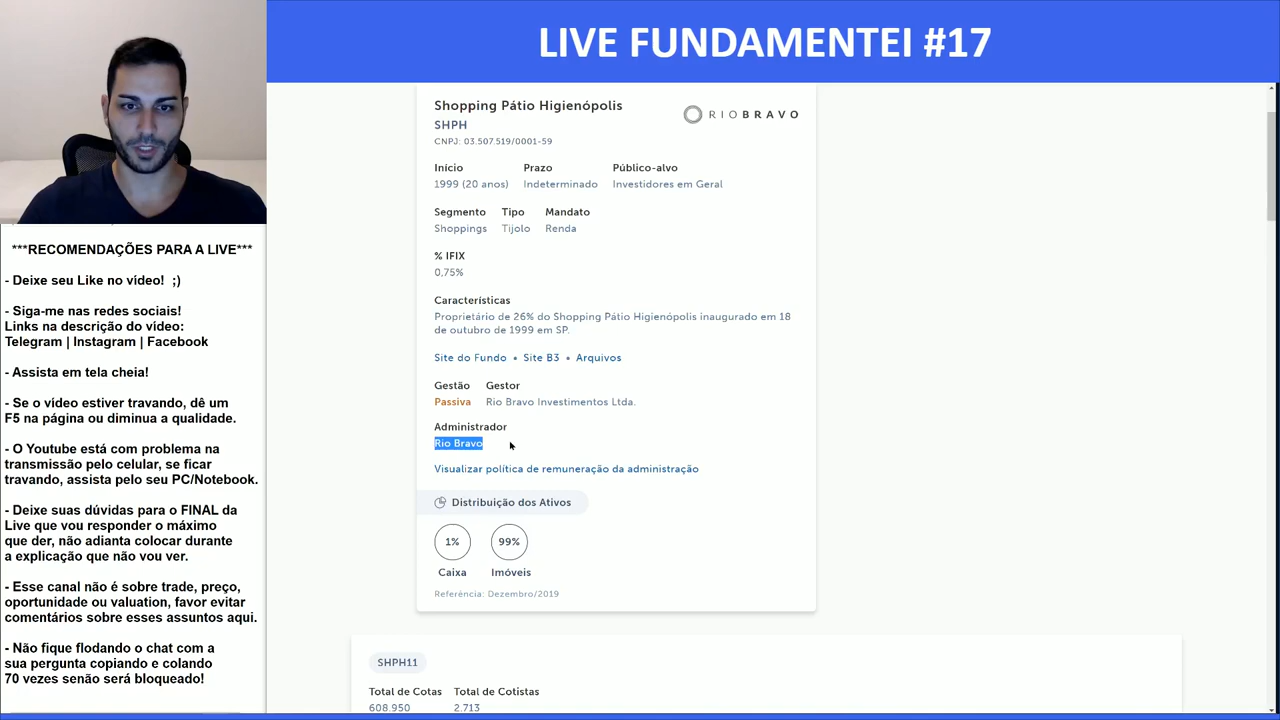 LIVE FUNDAMENTEI #17
***RECOMENDAÇÕES PARA A LIVE***
- Deixe seu Like no vídeo!  ;)
- Siga-me nas redes sociais!
Links na descrição do vídeo:
Telegram | Instagram | Facebook
- Assista em tela cheia!
- Se o vídeo estiver travando, dê um
F5 na página ou diminua a qualidade.
- O Youtube está com problema na
transmissão pelo celular, se ficar
travando, assista pelo seu PC/Notebook.
- Deixe suas dúvidas para o FINAL da
Live que vou responder o máximo
que der, não adianta colocar durante
a explicação que não vou ver.
- Esse canal não é sobre trade, preço,
oportunidade ou valuation, favor evitar
comentários sobre esses assuntos aqui.
- Não fique flodando o chat com a
sua pergunta copiando e colando
70 vezes senão será bloqueado!
Shopping Pátio Higienópolis
RIOBRAVO
SHPH
CNPJ: 03.507.519/0001-59
Início Prazo Público-alvo
1999 (20 anos) Indeterminado Investidores em Geral
Segmento Tipo Mandato
Shoppings Tijolo Renda
% IFIX
0,75%
Características
Proprietário de 26% do Shopping Pátio Higienópolis inaugurado em 18
de outubro de 1999 em SP.
Site do Fundo • Site B3 • Arquivos
Gestão Gestor
Passiva Rio Bravo Investimentos Ltda.
Administrador
Rio Bravo
Visualizar política de remuneração da administração
Distribuição dos Ativos
1% 99%
Caixa Imóveis
Referência: Dezembro/2019
SHPH11
Total de Cotas Total de Cotistas
608.950 2.713